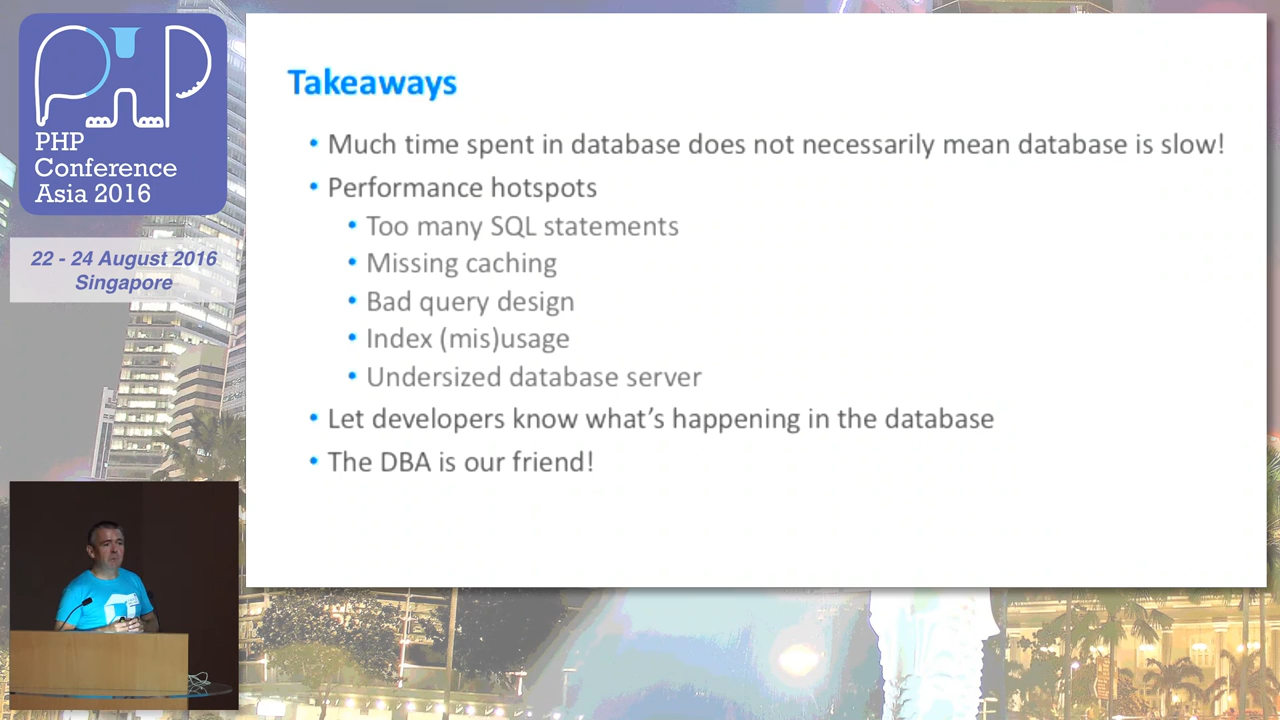 PHP
PHP
Conference
Asia 2016
22 - 24 August 2016
Singapore
Takeaways
• Much time spent in database does not necessarily mean database is slow!
• Performance hotspots
• Too many SQL statements
• Missing caching
• Bad query design
• Index (mis)usage
• Undersized database server
• Let developers know what’s happening in the database
• The DBA is our friend!